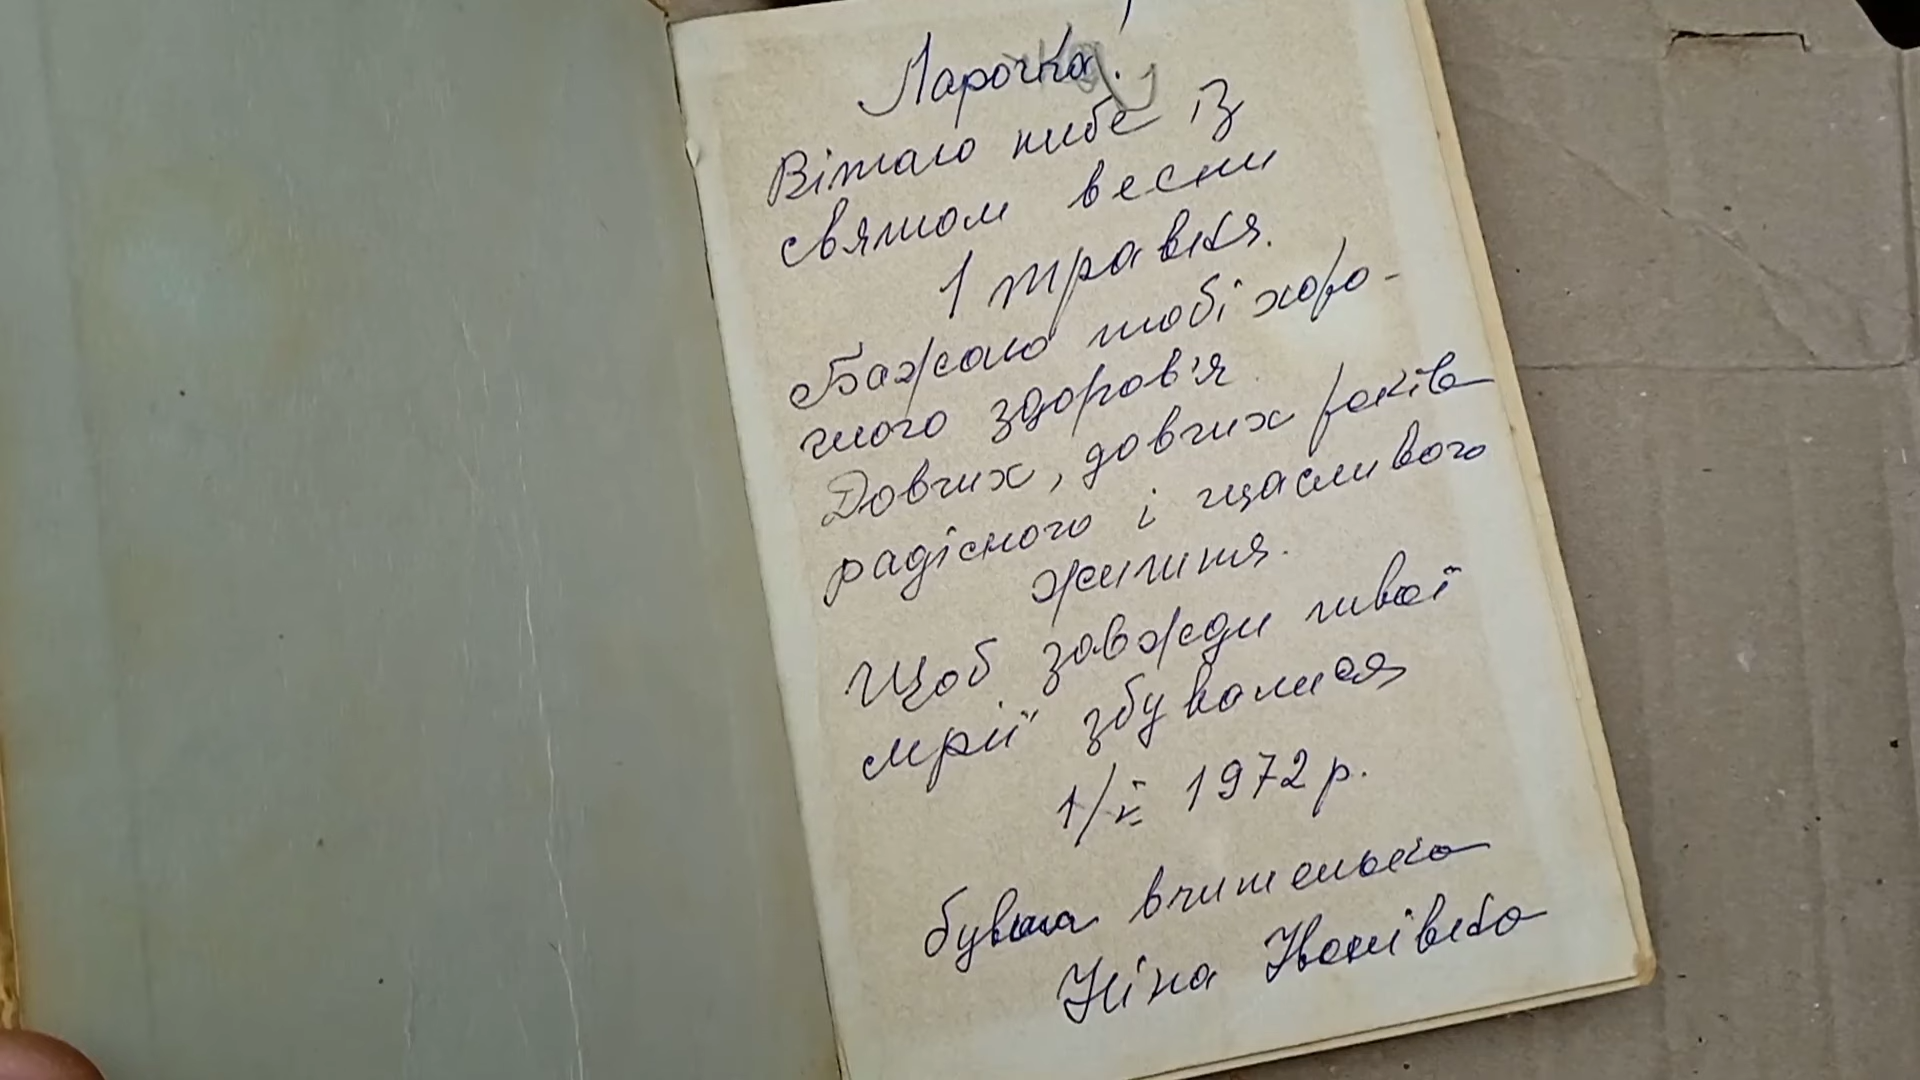 Ларочка!
Вітаю тебе із
святом весни
1 травня.
Бажаю тобі хоро-
шого здоров'я
Довгих, довгих років
радісного і щасливого
життя.
Щоб завжди твої
мрії збувалися
1/V 1972 р.
бувша вчителька
Ніна Іванівна